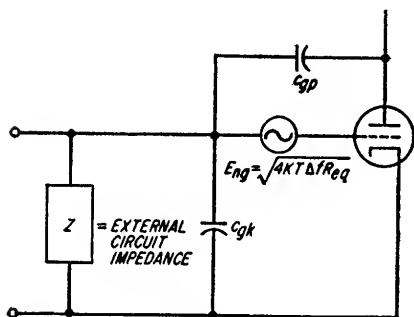 Cgp
Eng=√4KTΔfReq
Z
= EXTERNAL
CIRCUIT
IMPEDANCE
Cgk